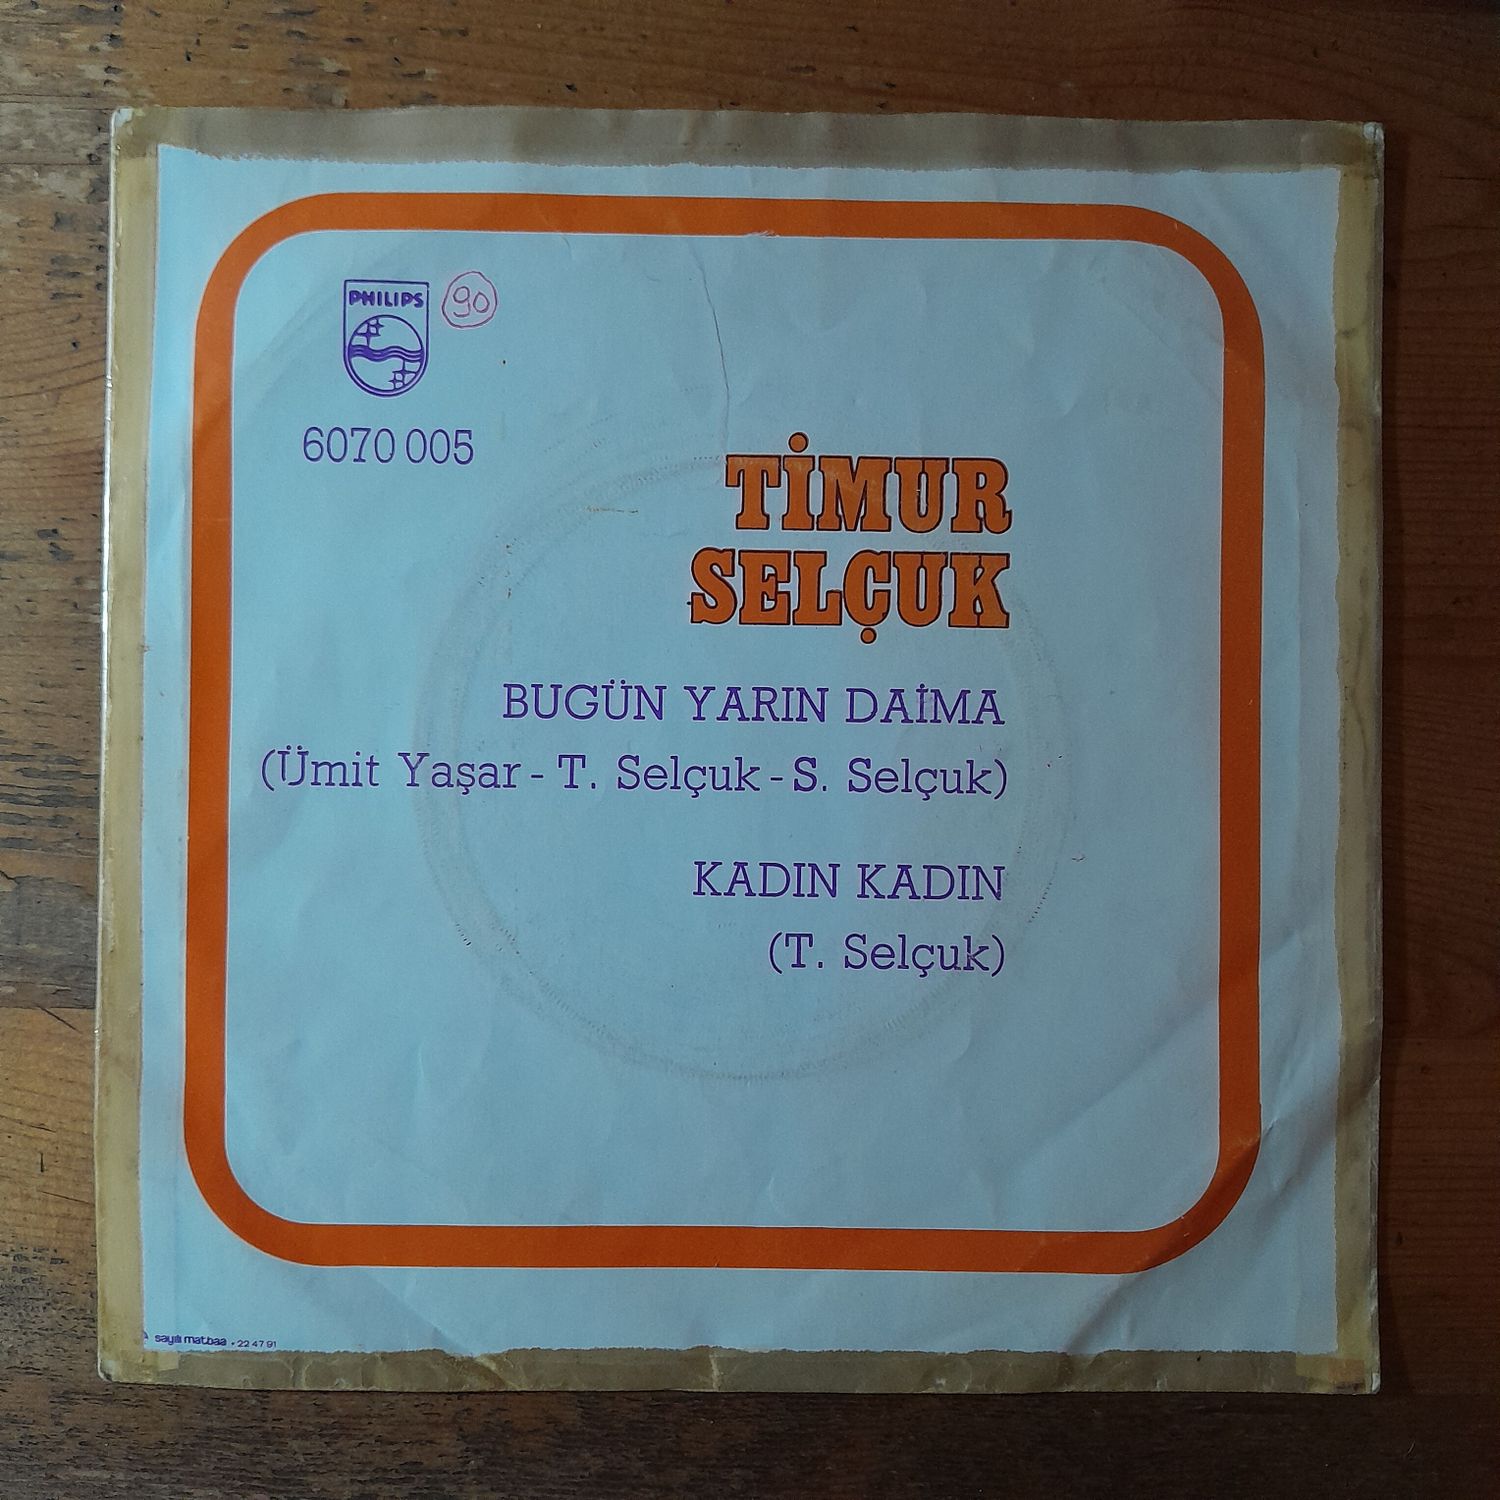 PHILIPS
90
6070 005
TİMUR
SELÇUK
BUGÜN YARIN DAİMA
(Ümit Yaşar - T. Selçuk - S. Selçuk)
KADIN KADIN
(T. Selçuk)
sayılı matbaa • 22 47 91